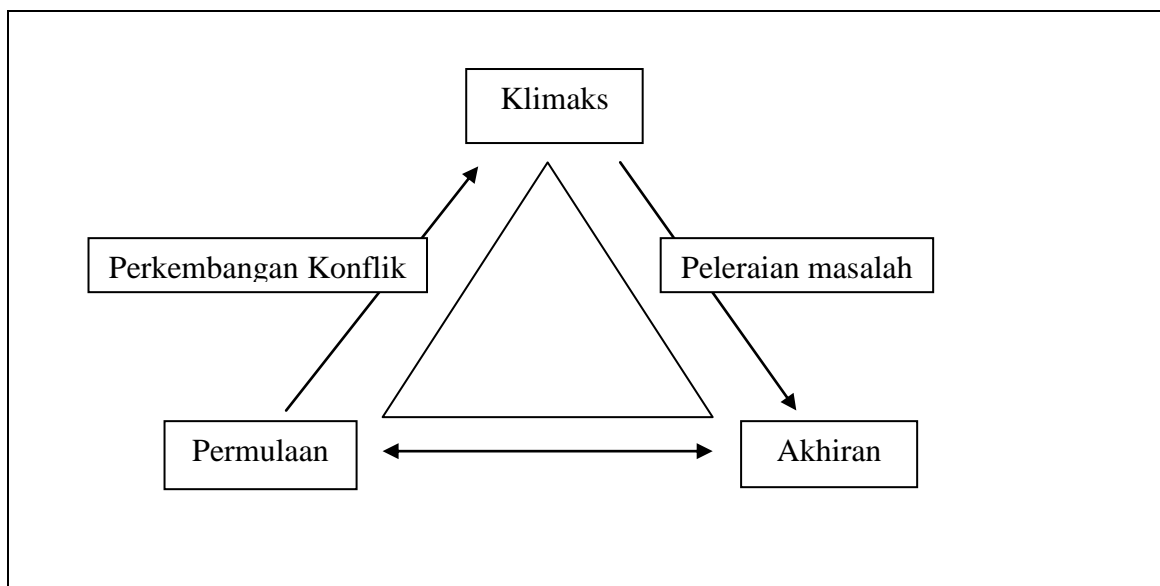 Klimaks
Perkembangan Konflik
Peleraian masalah
Permulaan
Akhiran